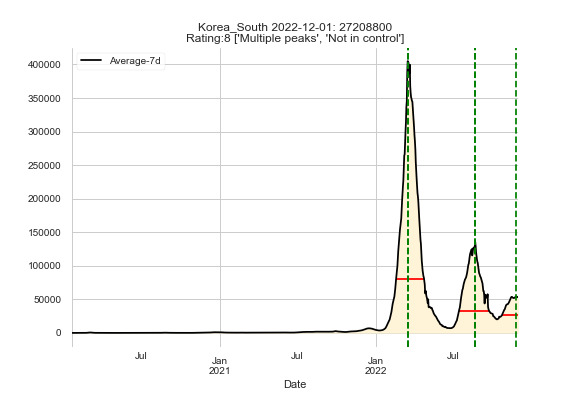 Korea_South 2022-12-01: 27208800
Rating:8 ['Multiple peaks', 'Not in control']
Average-7d
400000
350000
300000
250000
200000
150000
100000
50000
0
Jul
Jan
2021
Jul
Jan
2022
Jul
Date